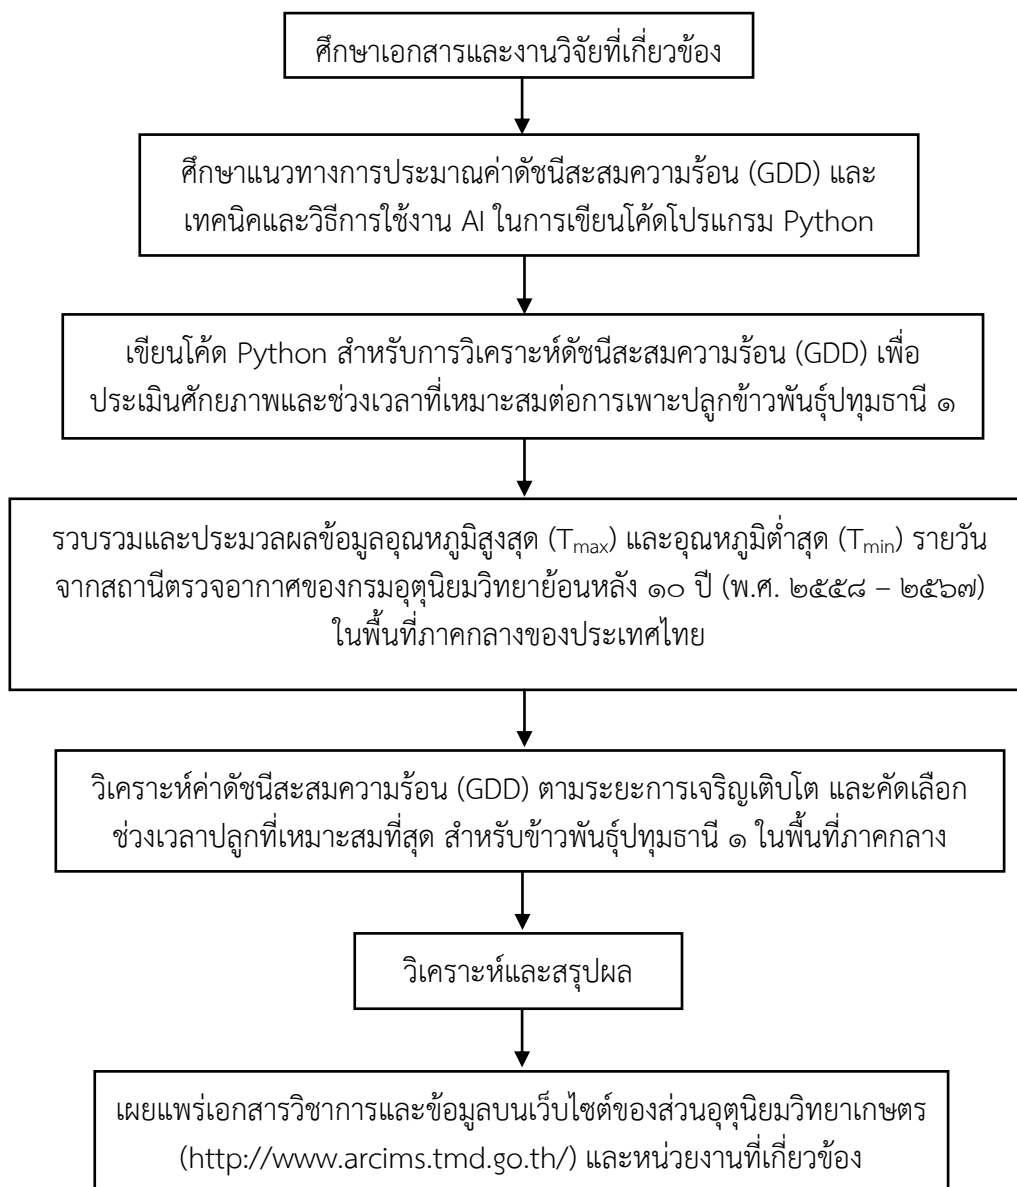 ศึกษาเอกสารและงานวิจัยที่เกี่ยวข้อง
ศึกษาแนวทางการประมาณค่าดัชนีสะสมความร้อน (GDD) และ
เทคนิคและวิธีการใช้งาน AI ในการเขียนโค้ดโปรแกรม Python
เขียนโค้ด Python สำหรับการวิเคราะห์ดัชนีสะสมความร้อน (GDD) เพื่อ
ประเมินศักยภาพและช่วงเวลาที่เหมาะสมต่อการเพาะปลูกข้าวพันธุ์ปทุมธานี ๑
รวบรวมและประมวลผลข้อมูลอุณหภูมิสูงสุด (Tmax) และอุณหภูมิต่ำสุด (Tmin) รายวัน
จากสถานีตรวจอากาศของกรมอุตุนิยมวิทยาย้อนหลัง ๑๐ ปี (พ.ศ. ๒๕๕๘ – ๒๕๖๗)
ในพื้นที่ภาคกลางของประเทศไทย
วิเคราะห์ค่าดัชนีสะสมความร้อน (GDD) ตามระยะการเจริญเติบโต และคัดเลือก
ช่วงเวลาปลูกที่เหมาะสมที่สุด สำหรับข้าวพันธุ์ปทุมธานี ๑ ในพื้นที่ภาคกลาง
วิเคราะห์และสรุปผล
เผยแพร่เอกสารวิชาการและข้อมูลบนเว็บไซต์ของส่วนอุตุนิยมวิทยาเกษตร
(http://www.arcims.tmd.go.th/) และหน่วยงานที่เกี่ยวข้อง